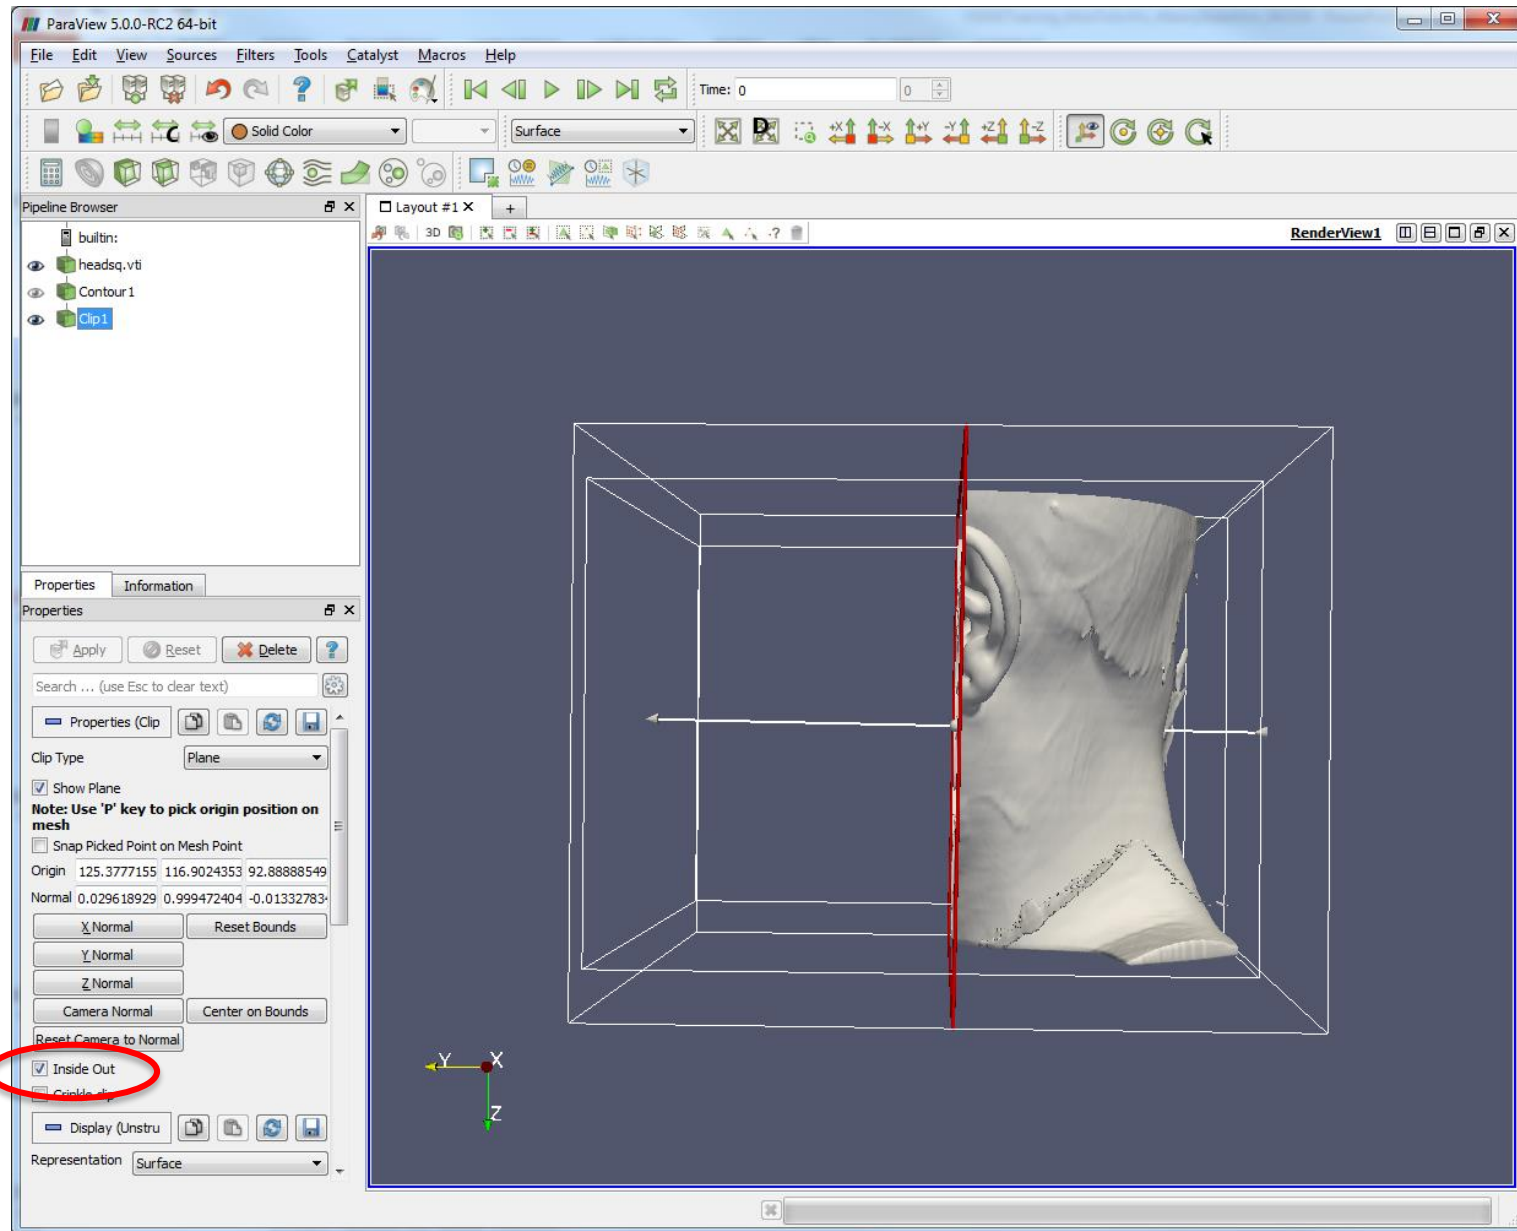 ParaView 5.0.0-RC2 64-bit
File Edit View Sources Filters Tools Catalyst Macros Help
Time: 0 0
Solid Color Surface
Pipeline Browser
Layout #1
3D
RenderView1
builtin:
headsq.vti
Contour1
Clip1
Properties Information
Properties
Apply Reset Delete
Search ... (use Esc to clear text)
Properties (Clip
Clip Type Plane
Show Plane
Note: Use 'P' key to pick origin position on
mesh
Snap Picked Point on Mesh Point
Origin 125.3777155 116.9024353 92.88888549
Normal 0.029618929 0.999472404 -0.01332783
X Normal Reset Bounds
Y Normal
Z Normal
Camera Normal Center on Bounds
Reset Camera to Normal
Inside Out
Crinkle clip
Display (Unstru
Representation Surface
Y X
Z